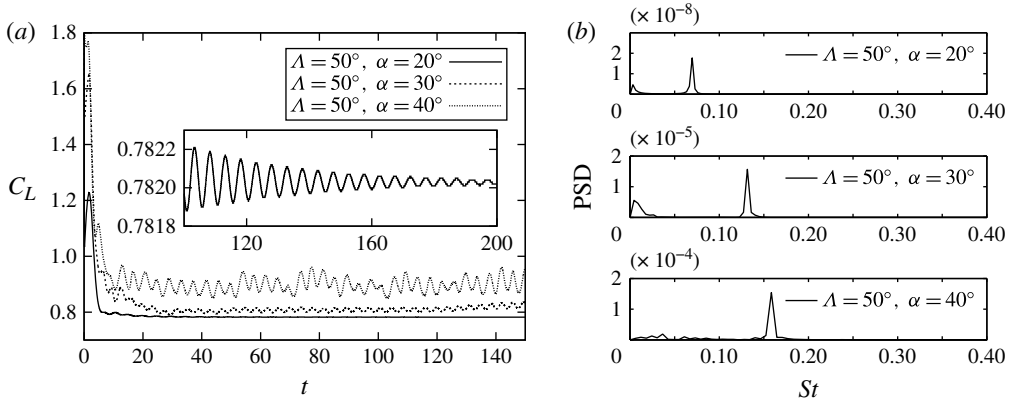 (a)
1.8
1.6
1.4
1.2
1.0
0.8
C_L
Λ = 50°, α = 20°
Λ = 50°, α = 30°
Λ = 50°, α = 40°
0.7822
0.7820
0.7818
120 160 200
0 20 40 60 80 100 120 140
t
(b)
(× 10⁻⁸)
2
1
Λ = 50°, α = 20°
0 0.10 0.20 0.30 0.40
(× 10⁻⁵)
2
1
Λ = 50°, α = 30°
0 0.10 0.20 0.30 0.40
PSD
(× 10⁻⁴)
2
1
Λ = 50°, α = 40°
0 0.10 0.20 0.30 0.40
St